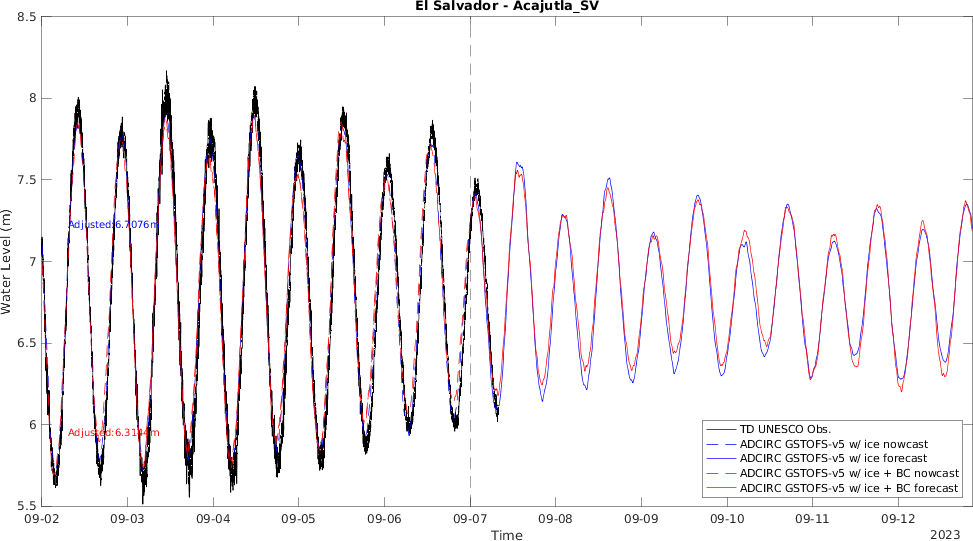 El Salvador - Acajutla_SV
8.5
8
7.5
7
6.5
6
5.5
Water Level (m)
Adjusted:6.7076m
Adjusted:6.3144m
TD UNESCO Obs.
ADCIRC GSTOFS-v5 w/ ice nowcast
ADCIRC GSTOFS-v5 w/ ice forecast
ADCIRC GSTOFS-v5 w/ ice + BC nowcast
ADCIRC GSTOFS-v5 w/ ice + BC forecast
09-02 09-03 09-04 09-05 09-06 09-07 09-08 09-09 09-10 09-11 09-12
Time
2023